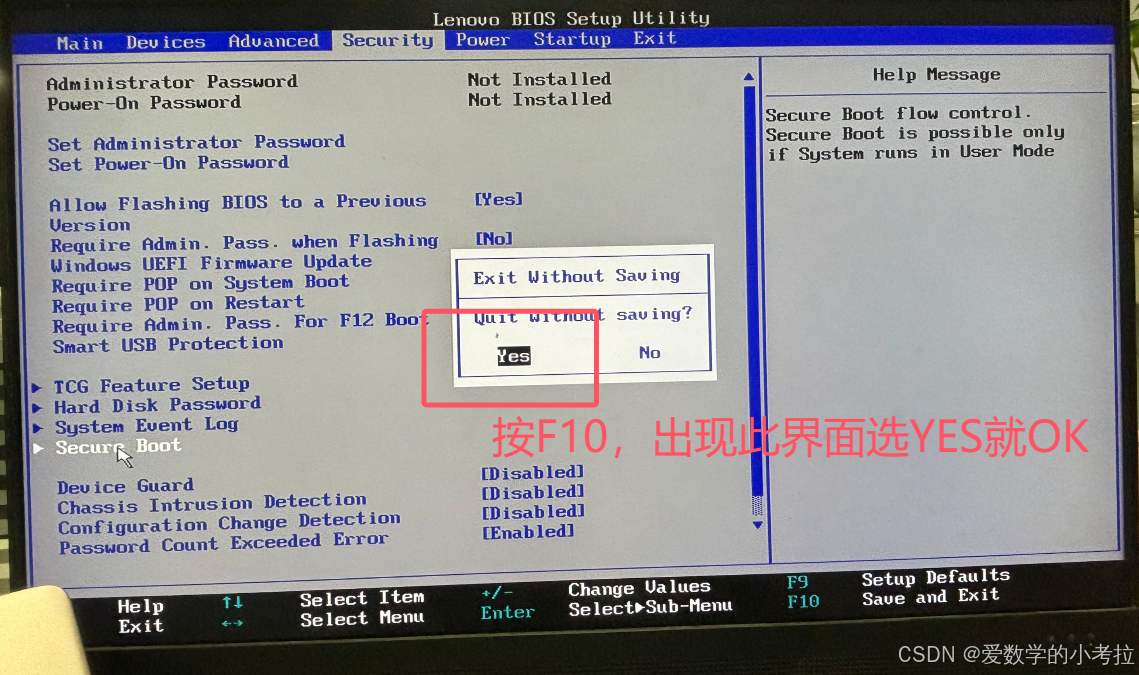 Lenovo BIOS Setup Utility
Main Devices Advanced Security Power Startup Exit
Administrator Password Not Installed
Power-On Password Not Installed
Set Administrator Password
Set Power-On Password
Allow Flashing BIOS to a Previous [Yes]
Version
Require Admin. Pass. when Flashing [No]
Windows UEFI Firmware Update
Require POP on System Boot
Require POP on Restart
Require Admin. Pass. For F12 Boot
Smart USB Protection
TCG Feature Setup
Hard Disk Password
System Event Log
Secure Boot
Device Guard [Disabled]
Chassis Intrusion Detection [Disabled]
Configuration Change Detection [Disabled]
Password Count Exceeded Error [Enabled]
Exit Without Saving
Quit without saving?
Yes No
按F10，出现此界面选YES就OK
Help Message
Secure Boot flow control.
Secure Boot is possible only
if System runs in User Mode
Help ↑↓ Select Item +/- Change Values F9 Setup Defaults
Exit ←→ Select Menu Enter Select▶Sub-Menu F10 Save and Exit
CSDN @爱数学的小考拉